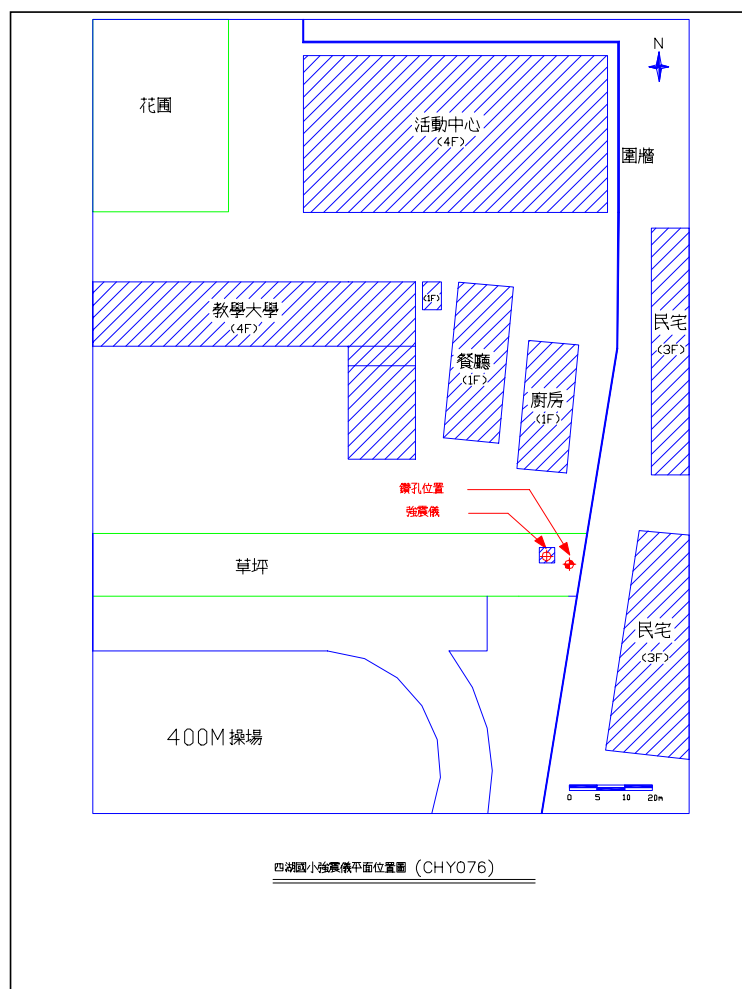 N
花圃
活動中心
(4F)
圍牆
教學大學
(4F)
(1F)
民宅
(3F)
餐廳
(1F)
廚房
(1F)
鑽孔位置
強震儀
草坪
民宅
(3F)
400M操場
0 5 10 20m
四湖國小強震儀平面位置圖 (CHY076)